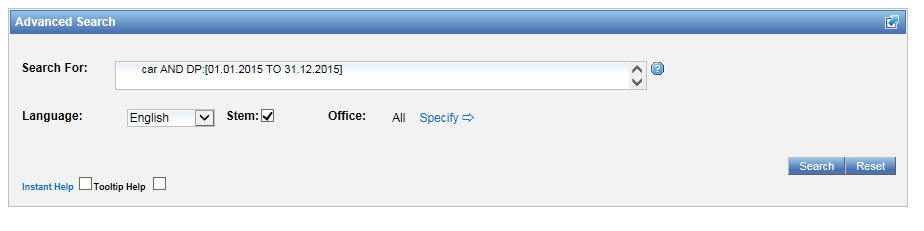 Advanced Search
Search For: car AND DP:[01.01.2015 TO 31.12.2015]
Language: English Stem: Office: All Specify ⇨
Search Reset
Instant Help Tooltip Help